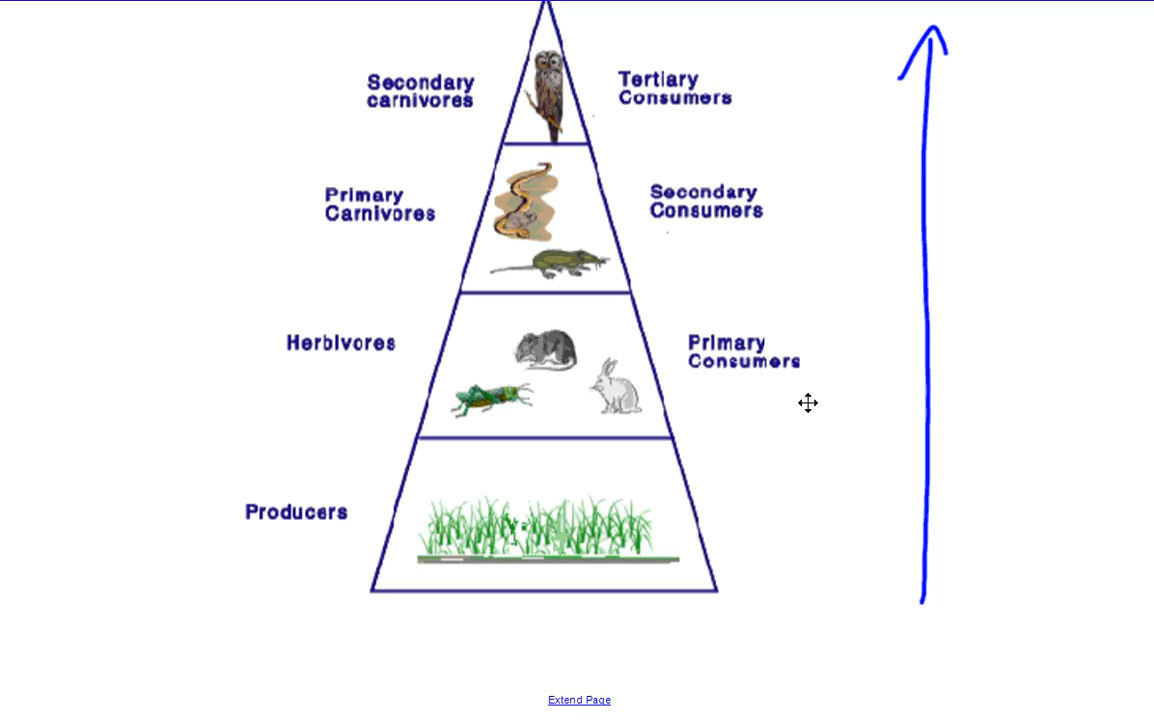 Secondary
carnivores
Tertiary
Consumers
Primary
Carnivores
Secondary
Consumers
Herbivores
Primary
Consumers
Producers
Extend Page